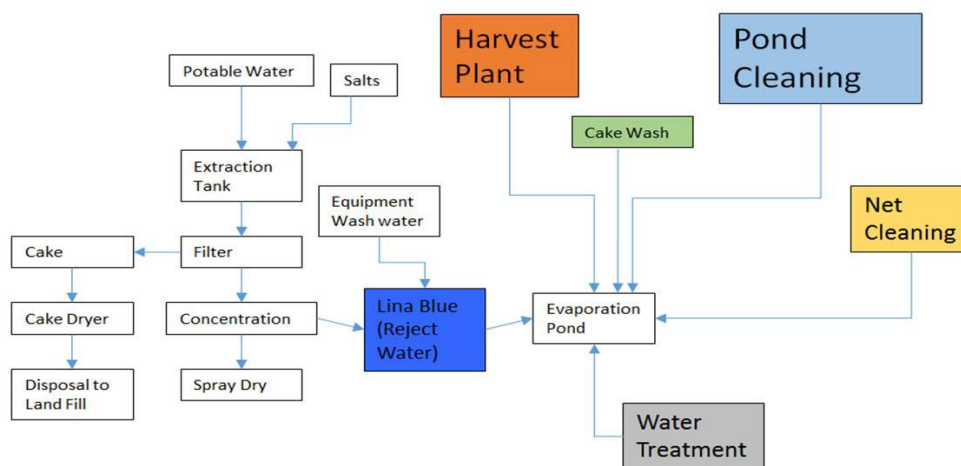 Harvest
Plant
Pond
Cleaning
Potable Water
Salts
Cake Wash
Extraction
Tank
Equipment
Wash water
Net
Cleaning
Cake
Filter
Cake Dryer
Concentration
Lina Blue
(Reject
Water)
Evaporation
Pond
Disposal to
Land Fill
Spray Dry
Water
Treatment